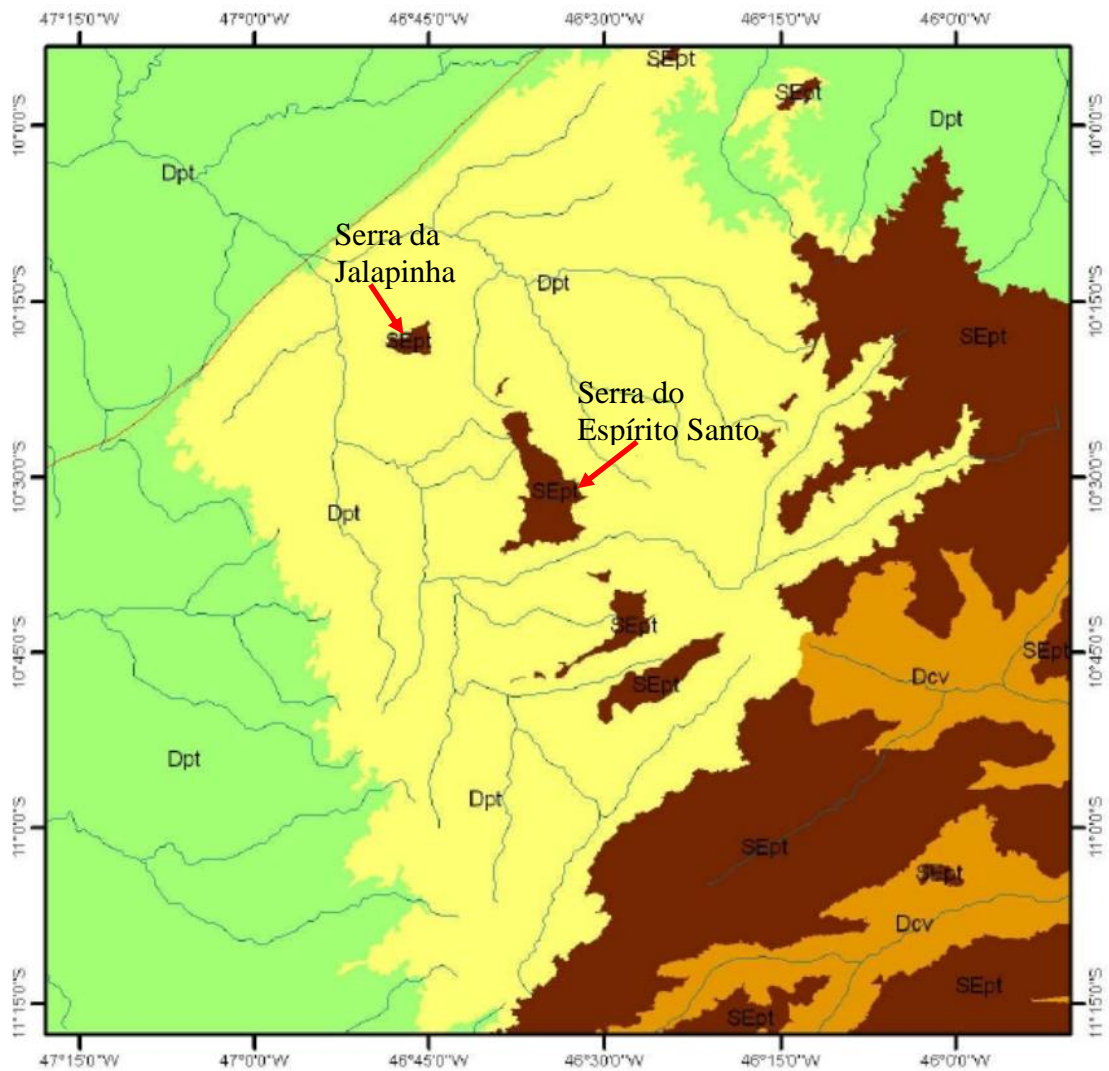 47°15'0"W 47°0'0"W 46°45'0"W 46°30'0"W 46°15'0"W 46°0'0"W
SEpt
SEpt
Dpt
10°0'0"S
10°0'0"S
Dpt
Serra da
Jalapinha
Dpt
10°15'0"S
10°15'0"S
SEpt
SEpt
Serra do
Espírito Santo
10°30'0"S
SEpt
10°30'0"S
Dpt
SEpt
10°45'0"S
SEpt
10°45'0"S
SEpt
Dcv
Dpt
Dpt
11°0'0"S
11°0'0"S
SEpt
SEpt
Dcv
11°15'0"S
SEpt
11°15'0"S
SEpt
47°15'0"W 47°0'0"W 46°45'0"W 46°30'0"W 46°15'0"W 46°0'0"W